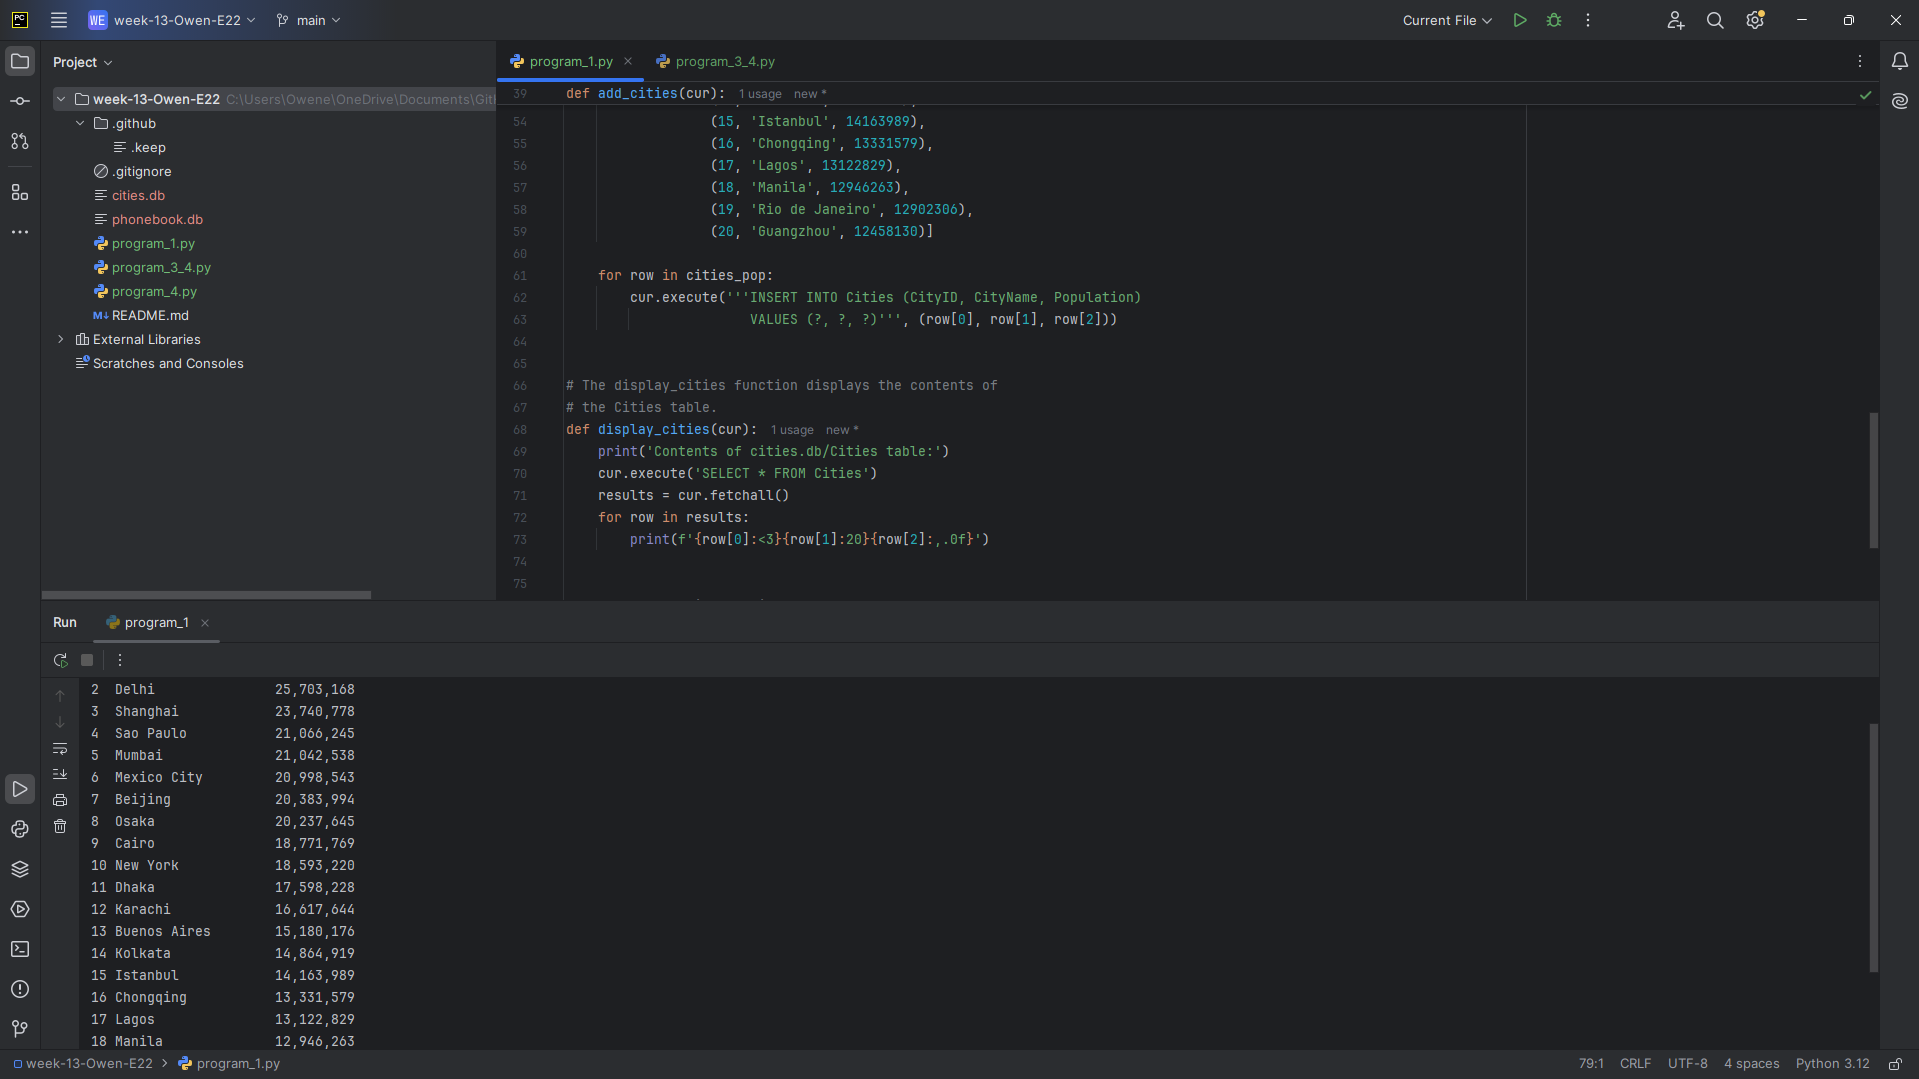 PC
WE week-13-Owen-E22 main
Current File
Project
week-13-Owen-E22 C:\Users\Owene\OneDrive\Documents\Git
.github
.keep
.gitignore
cities.db
phonebook.db
program_1.py
program_3_4.py
program_4.py
M↓ README.md
External Libraries
Scratches and Consoles
program_1.py
program_3_4.py
39 def add_cities(cur): 1 usage new *
54 (15, 'Istanbul', 14163989),
55 (16, 'Chongqing', 13331579),
56 (17, 'Lagos', 13122829),
57 (18, 'Manila', 12946263),
58 (19, 'Rio de Janeiro', 12902306),
59 (20, 'Guangzhou', 12458130)]
60
61 for row in cities_pop:
62 cur.execute('''INSERT INTO Cities (CityID, CityName, Population)
63 VALUES (?, ?, ?)''', (row[0], row[1], row[2]))
64
65
66 # The display_cities function displays the contents of
67 # the Cities table.
68 def display_cities(cur): 1 usage new *
69 print('Contents of cities.db/Cities table:')
70 cur.execute('SELECT * FROM Cities')
71 results = cur.fetchall()
72 for row in results:
73 print(f'{row[0]:<3}{row[1]:20}{row[2]:,.0f}')
74
75
Run program_1
2 Delhi 25,703,168
3 Shanghai 23,740,778
4 Sao Paulo 21,066,245
5 Mumbai 21,042,538
6 Mexico City 20,998,543
7 Beijing 20,383,994
8 Osaka 20,237,645
9 Cairo 18,771,769
10 New York 18,593,220
11 Dhaka 17,598,228
12 Karachi 16,617,644
13 Buenos Aires 15,180,176
14 Kolkata 14,864,919
15 Istanbul 14,163,989
16 Chongqing 13,331,579
17 Lagos 13,122,829
18 Manila 12,946,263
week-13-Owen-E22 > program_1.py
79:1 CRLF UTF-8 4 spaces Python 3.12